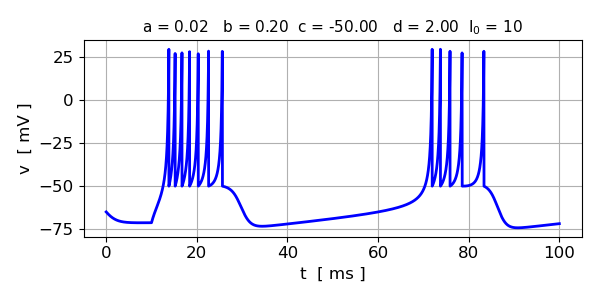 a = 0.02   b = 0.20  c = -50.00   d = 2.00  I₀ = 10
v  [ mV ]
25
0
−25
−50
−75
0 20 40 60 80 100
t  [ ms ]